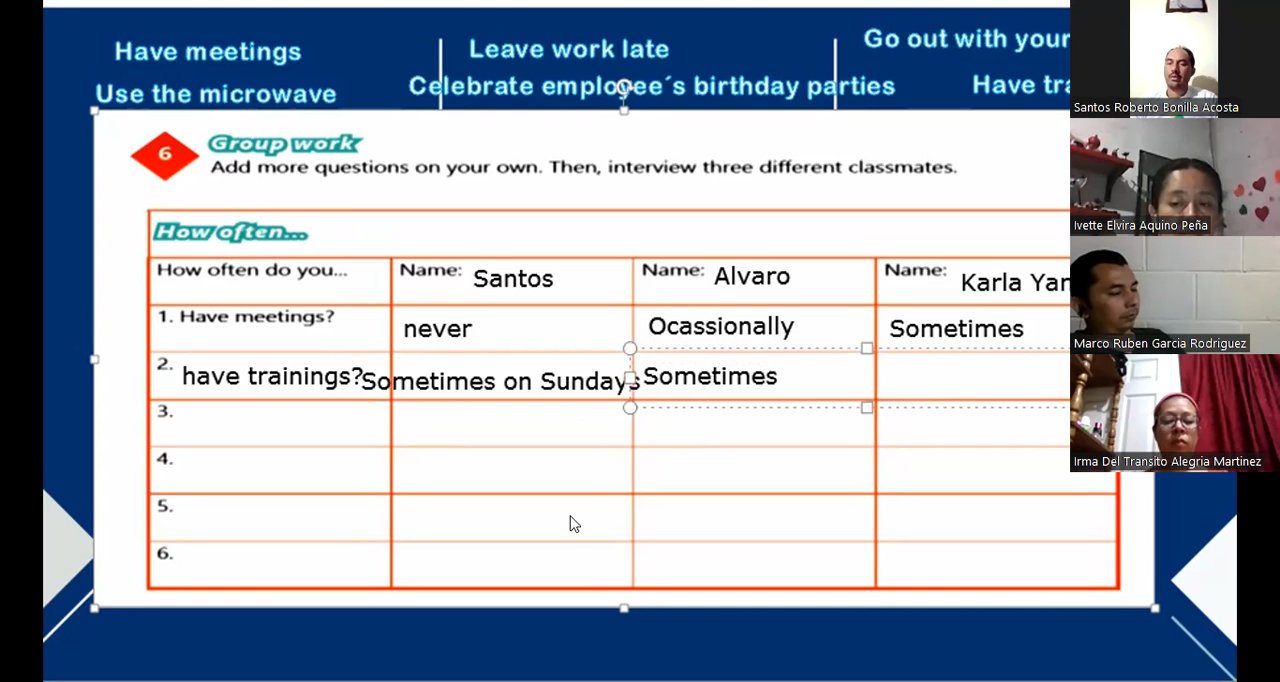 Have meetings
Leave work late
Go out with your
Use the microwave
Celebrate employee´s birthday parties
Have tra
6
Group work
Add more questions on your own. Then, interview three different classmates.
How often...
How often do you...
Name: Santos
Name: Alvaro
Name: Karla Yan
1. Have meetings?
never
Ocassionally
Sometimes
2. have trainings?
Sometimes on Sundays
Sometimes
3.
4.
5.
6.
Santos Roberto Bonilla Acosta
Ivette Elvira Aquino Peña
Marco Ruben Garcia Rodriguez
Irma Del Transito Alegria Martinez